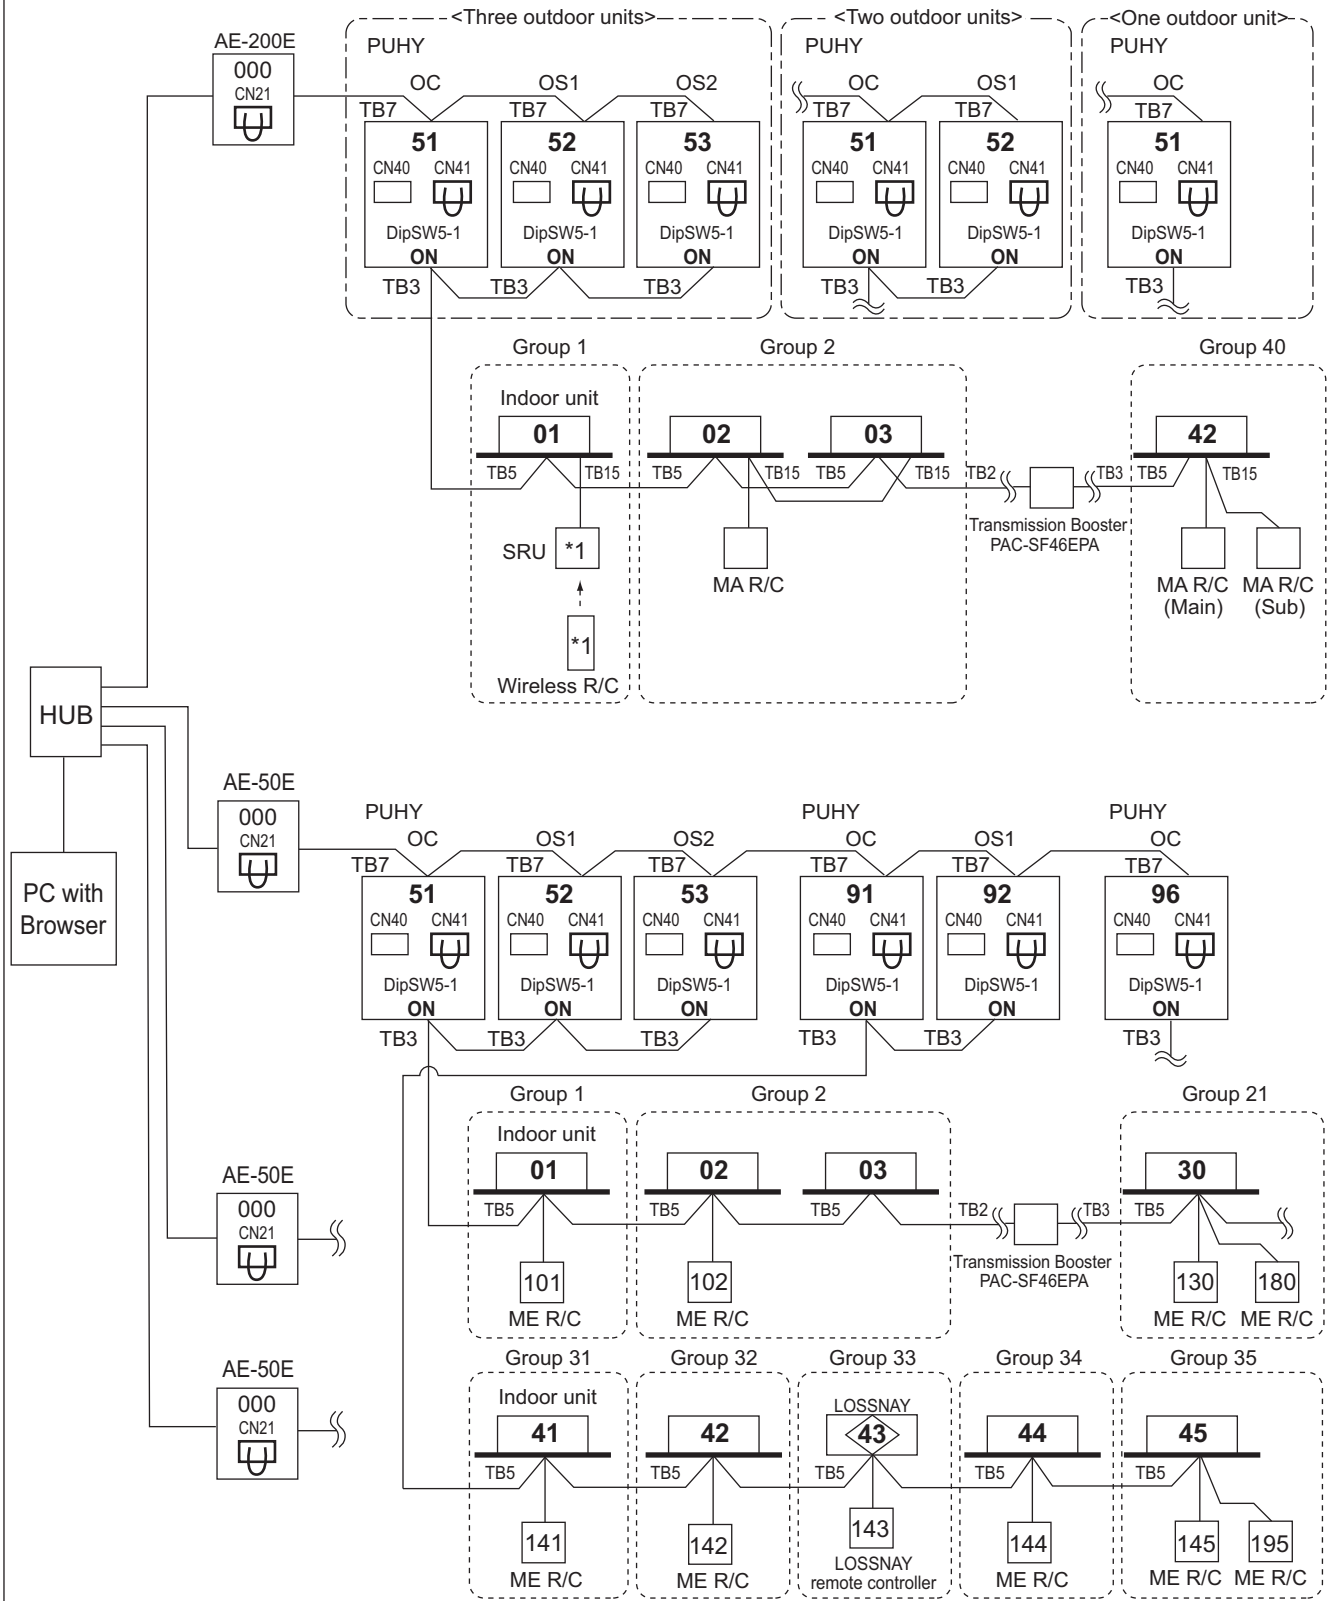 <Three outdoor units>
<Two outdoor units>
<One outdoor unit>
AE-200E
000
CN21
PUHY
PUHY
PUHY
OC OS1 OS2 OC OS1 OC
TB7 TB7 TB7 TB7 TB7 TB7
51 52 53 51 52 51
CN40 CN41 CN40 CN41 CN40 CN41 CN40 CN41 CN40 CN41 CN40 CN41
DipSW5-1 DipSW5-1 DipSW5-1 DipSW5-1 DipSW5-1 DipSW5-1
ON ON ON ON ON ON
TB3 TB3 TB3 TB3 TB3 TB3
Group 1 Group 2 Group 40
Indoor unit
01 02 03 42
TB5 TB15 TB5 TB15 TB5 TB15 TB2 TB3 TB5 TB15
Transmission Booster
PAC-SF46EPA
SRU *1
MA R/C
MA R/C
(Main)
MA R/C
(Sub)
*1
Wireless R/C
HUB
PC with
Browser
AE-50E
000
CN21
PUHY PUHY PUHY
OC OS1 OS2 OC OS1 OC
TB7 TB7 TB7 TB7 TB7 TB7
51 52 53 91 92 96
CN40 CN41 CN40 CN41 CN40 CN41 CN40 CN41 CN40 CN41 CN40 CN41
DipSW5-1 DipSW5-1 DipSW5-1 DipSW5-1 DipSW5-1 DipSW5-1
ON ON ON ON ON ON
TB3 TB3 TB3 TB3 TB3 TB3
Group 1 Group 2 Group 21
Indoor unit
01 02 03 30
TB5 TB5 TB5 TB2 TB3 TB5
Transmission Booster
PAC-SF46EPA
101 102 130 180
ME R/C ME R/C ME R/C ME R/C
AE-50E
000
CN21
AE-50E
000
CN21
Group 31 Group 32 Group 33 Group 34 Group 35
Indoor unit
LOSSNAY
41 42 43 44 45
TB5 TB5 TB5 TB5 TB5
141 142 143 144 145 195
ME R/C ME R/C
LOSSNAY
remote controller
ME R/C ME R/C ME R/C